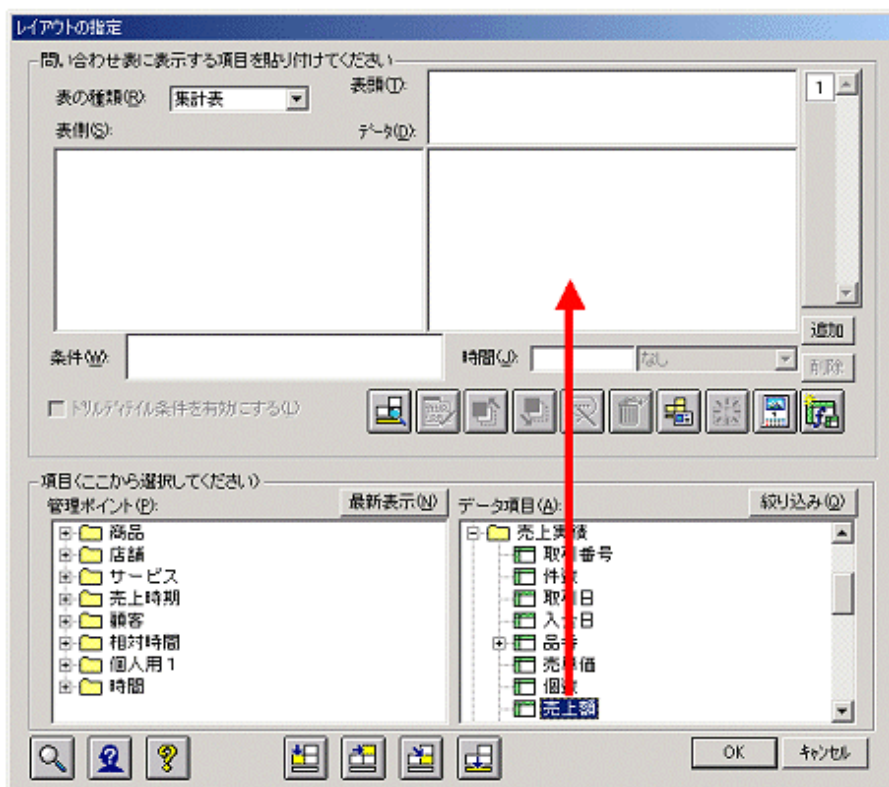 レイアウトの指定
問い合わせ表に表示する項目を貼り付けてください
表の種類(R): 集計表
表頭(T):
1
表側(S):
データ(D):
追加
条件(W):
時間(J): なし
削除
ドリルディテイル条件を有効にする(L)
項目(ここから選択してください)
管理ポイント(P):
最新表示(N)
データ項目(A):
絞り込み(Q)
商品
店舗
サービス
売上時期
顧客
相対時間
個人用1
時間
売上実績
取引番号
件数
取引日
入金日
品番
売単価
個数
売上額
OK
キャンセル